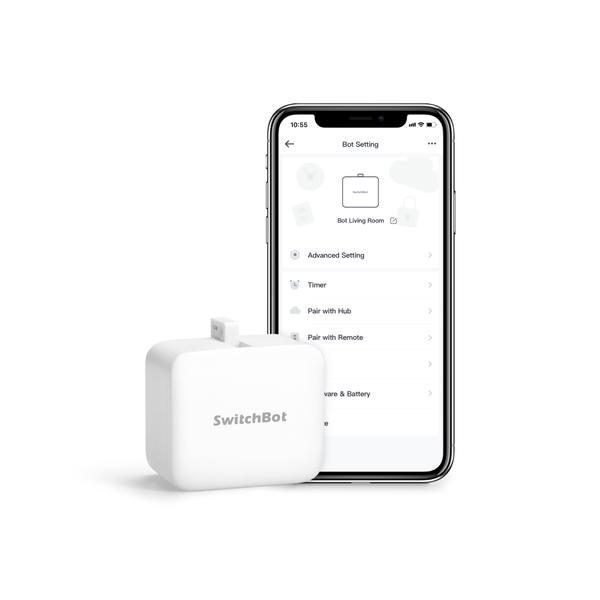 10:55
Bot Setting
SwitchBot
Bot Living Room
Advanced Setting
Timer
Pair with Hub
Pair with Remote
ware & Battery
re
SwitchBot